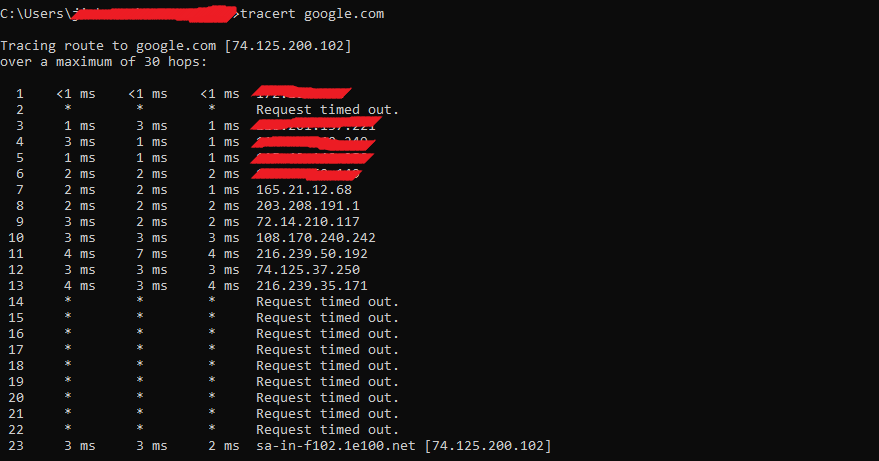 C:\Users\ >tracert google.com
Tracing route to google.com [74.125.200.102]
over a maximum of 30 hops:
1 <1 ms <1 ms <1 ms
2 * * * Request timed out.
3 1 ms 3 ms 1 ms
4 3 ms 1 ms 1 ms
5 1 ms 1 ms 1 ms
6 2 ms 2 ms 2 ms
7 2 ms 2 ms 1 ms 165.21.12.68
8 2 ms 2 ms 2 ms 203.208.191.1
9 3 ms 2 ms 2 ms 72.14.210.117
10 3 ms 3 ms 3 ms 108.170.240.242
11 4 ms 7 ms 4 ms 216.239.50.192
12 3 ms 3 ms 3 ms 74.125.37.250
13 4 ms 3 ms 4 ms 216.239.35.171
14 * * * Request timed out.
15 * * * Request timed out.
16 * * * Request timed out.
17 * * * Request timed out.
18 * * * Request timed out.
19 * * * Request timed out.
20 * * * Request timed out.
21 * * * Request timed out.
22 * * * Request timed out.
23 3 ms 3 ms 2 ms sa-in-f102.1e100.net [74.125.200.102]